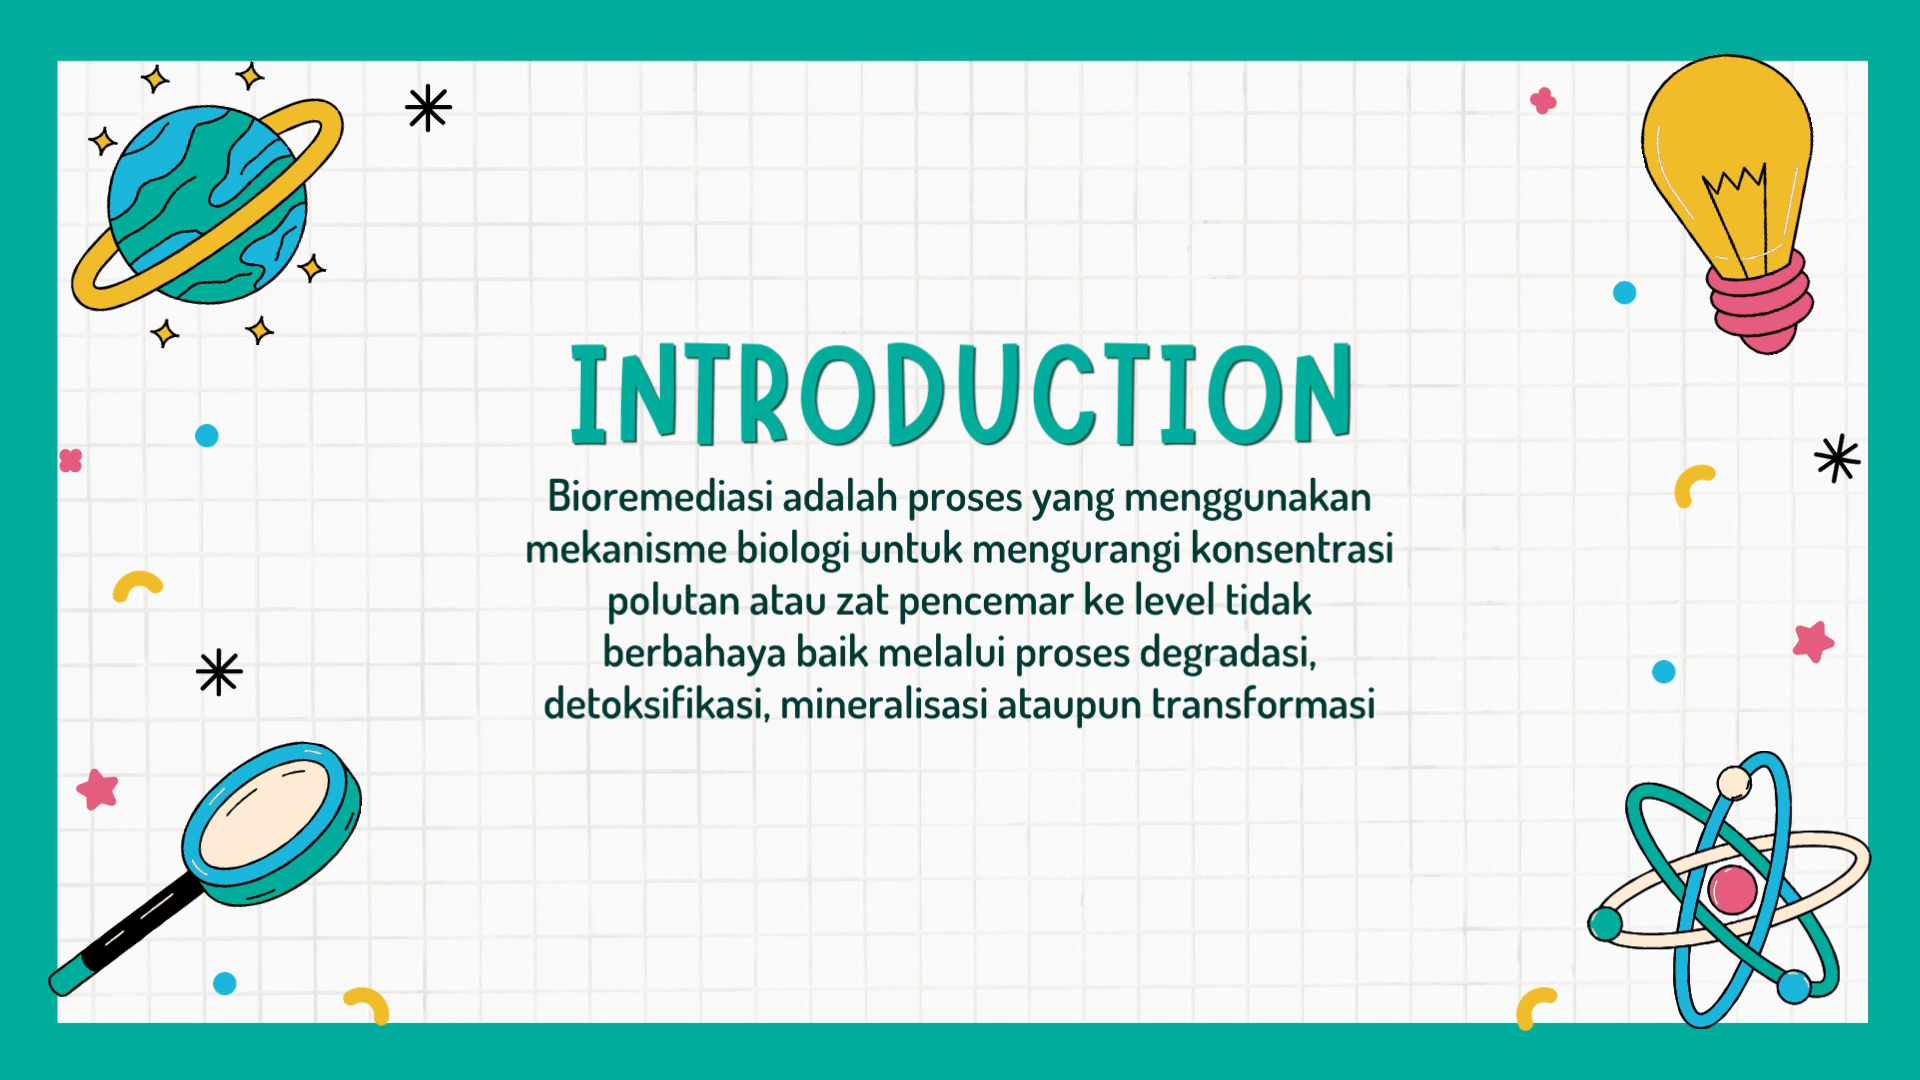 INTRODUCTION
Bioremediasi adalah proses yang menggunakan
mekanisme biologi untuk mengurangi konsentrasi
polutan atau zat pencemar ke level tidak
berbahaya baik melalui proses degradasi,
detoksifikasi, mineralisasi ataupun transformasi